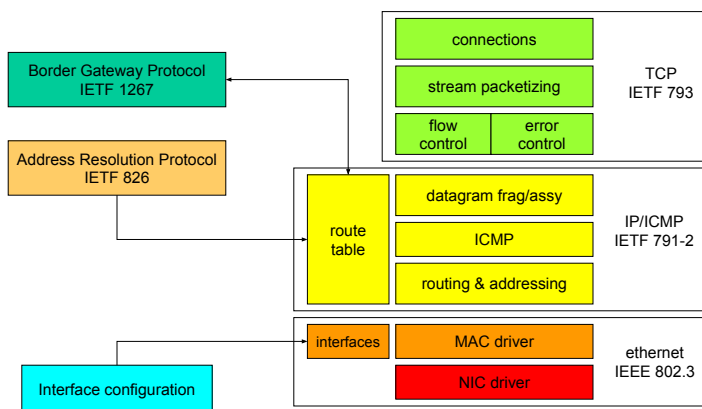 connections
Border Gateway Protocol
IETF 1267
stream packetizing
TCP
IETF 793
flow
control
error
control
Address Resolution Protocol
IETF 826
datagram frag/assy
route
table
ICMP
IP/ICMP
IETF 791-2
routing & addressing
interfaces
MAC driver
ethernet
IEEE 802.3
Interface configuration
NIC driver